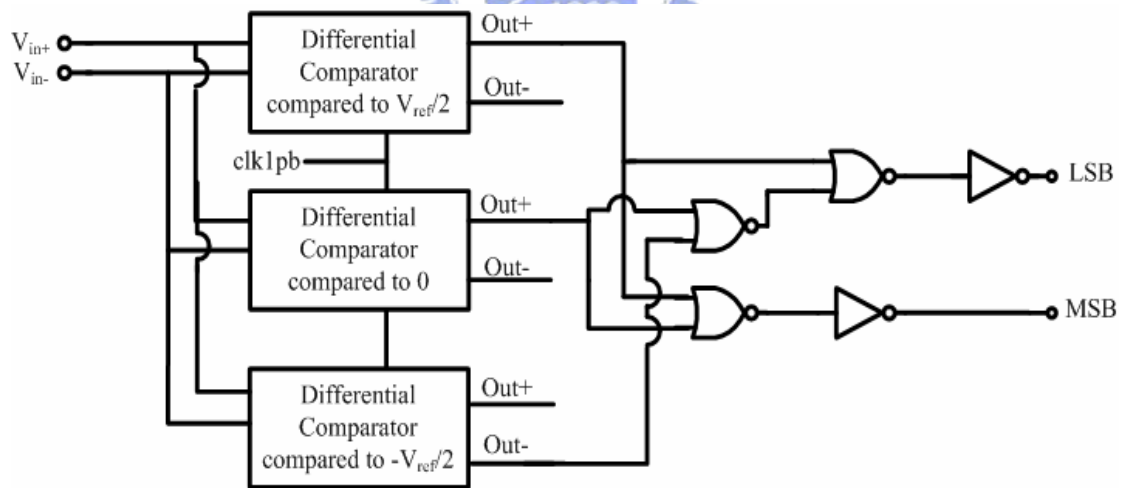 V_in+
V_in-
Differential
Comparator
compared to V_ref/2
Out+
Out-
clk1pb
Differential
Comparator
compared to 0
Out+
Out-
Differential
Comparator
compared to -V_ref/2
Out+
Out-
LSB
MSB